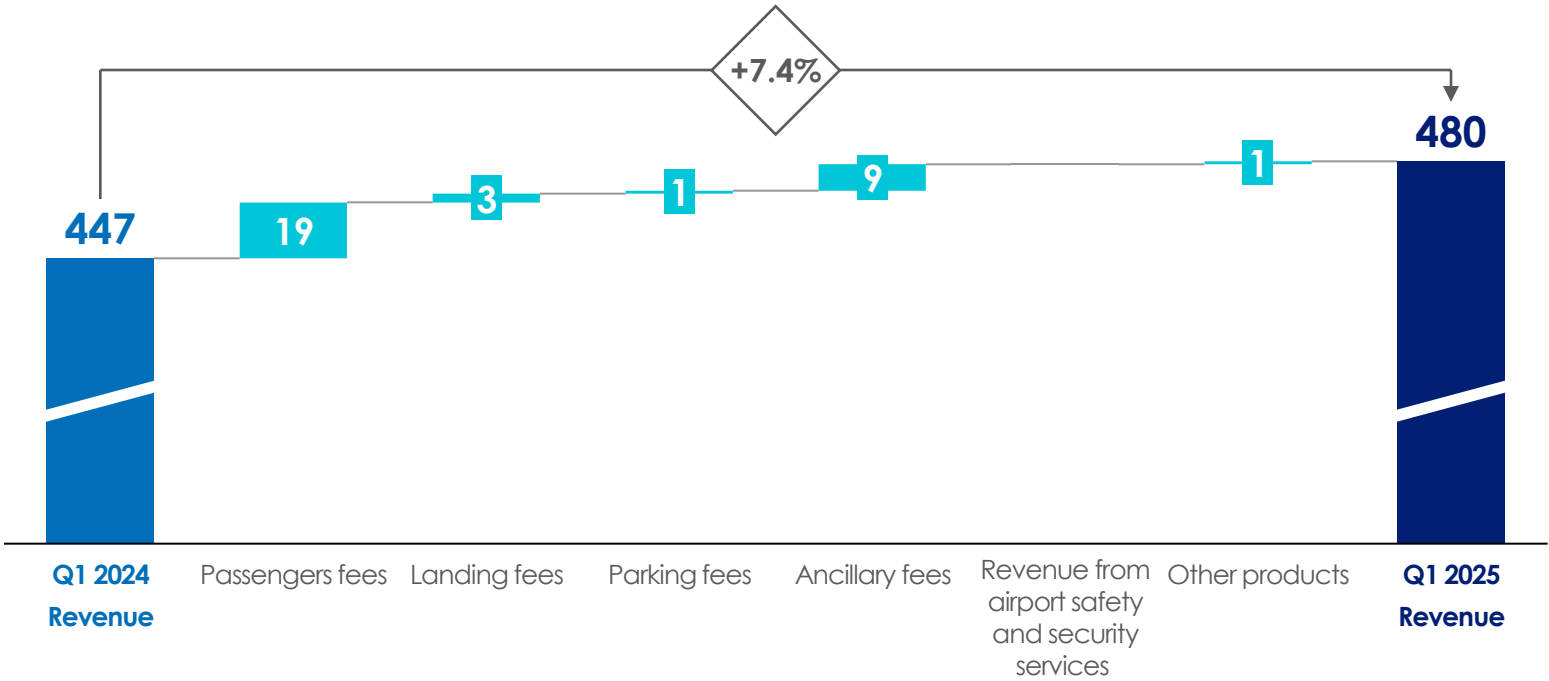 +7.4%
447
19
3
1
9
1
480
Q1 2024
Revenue
Passengers fees
Landing fees
Parking fees
Ancillary fees
Revenue from
airport safety
and security
services
Other products
Q1 2025
Revenue